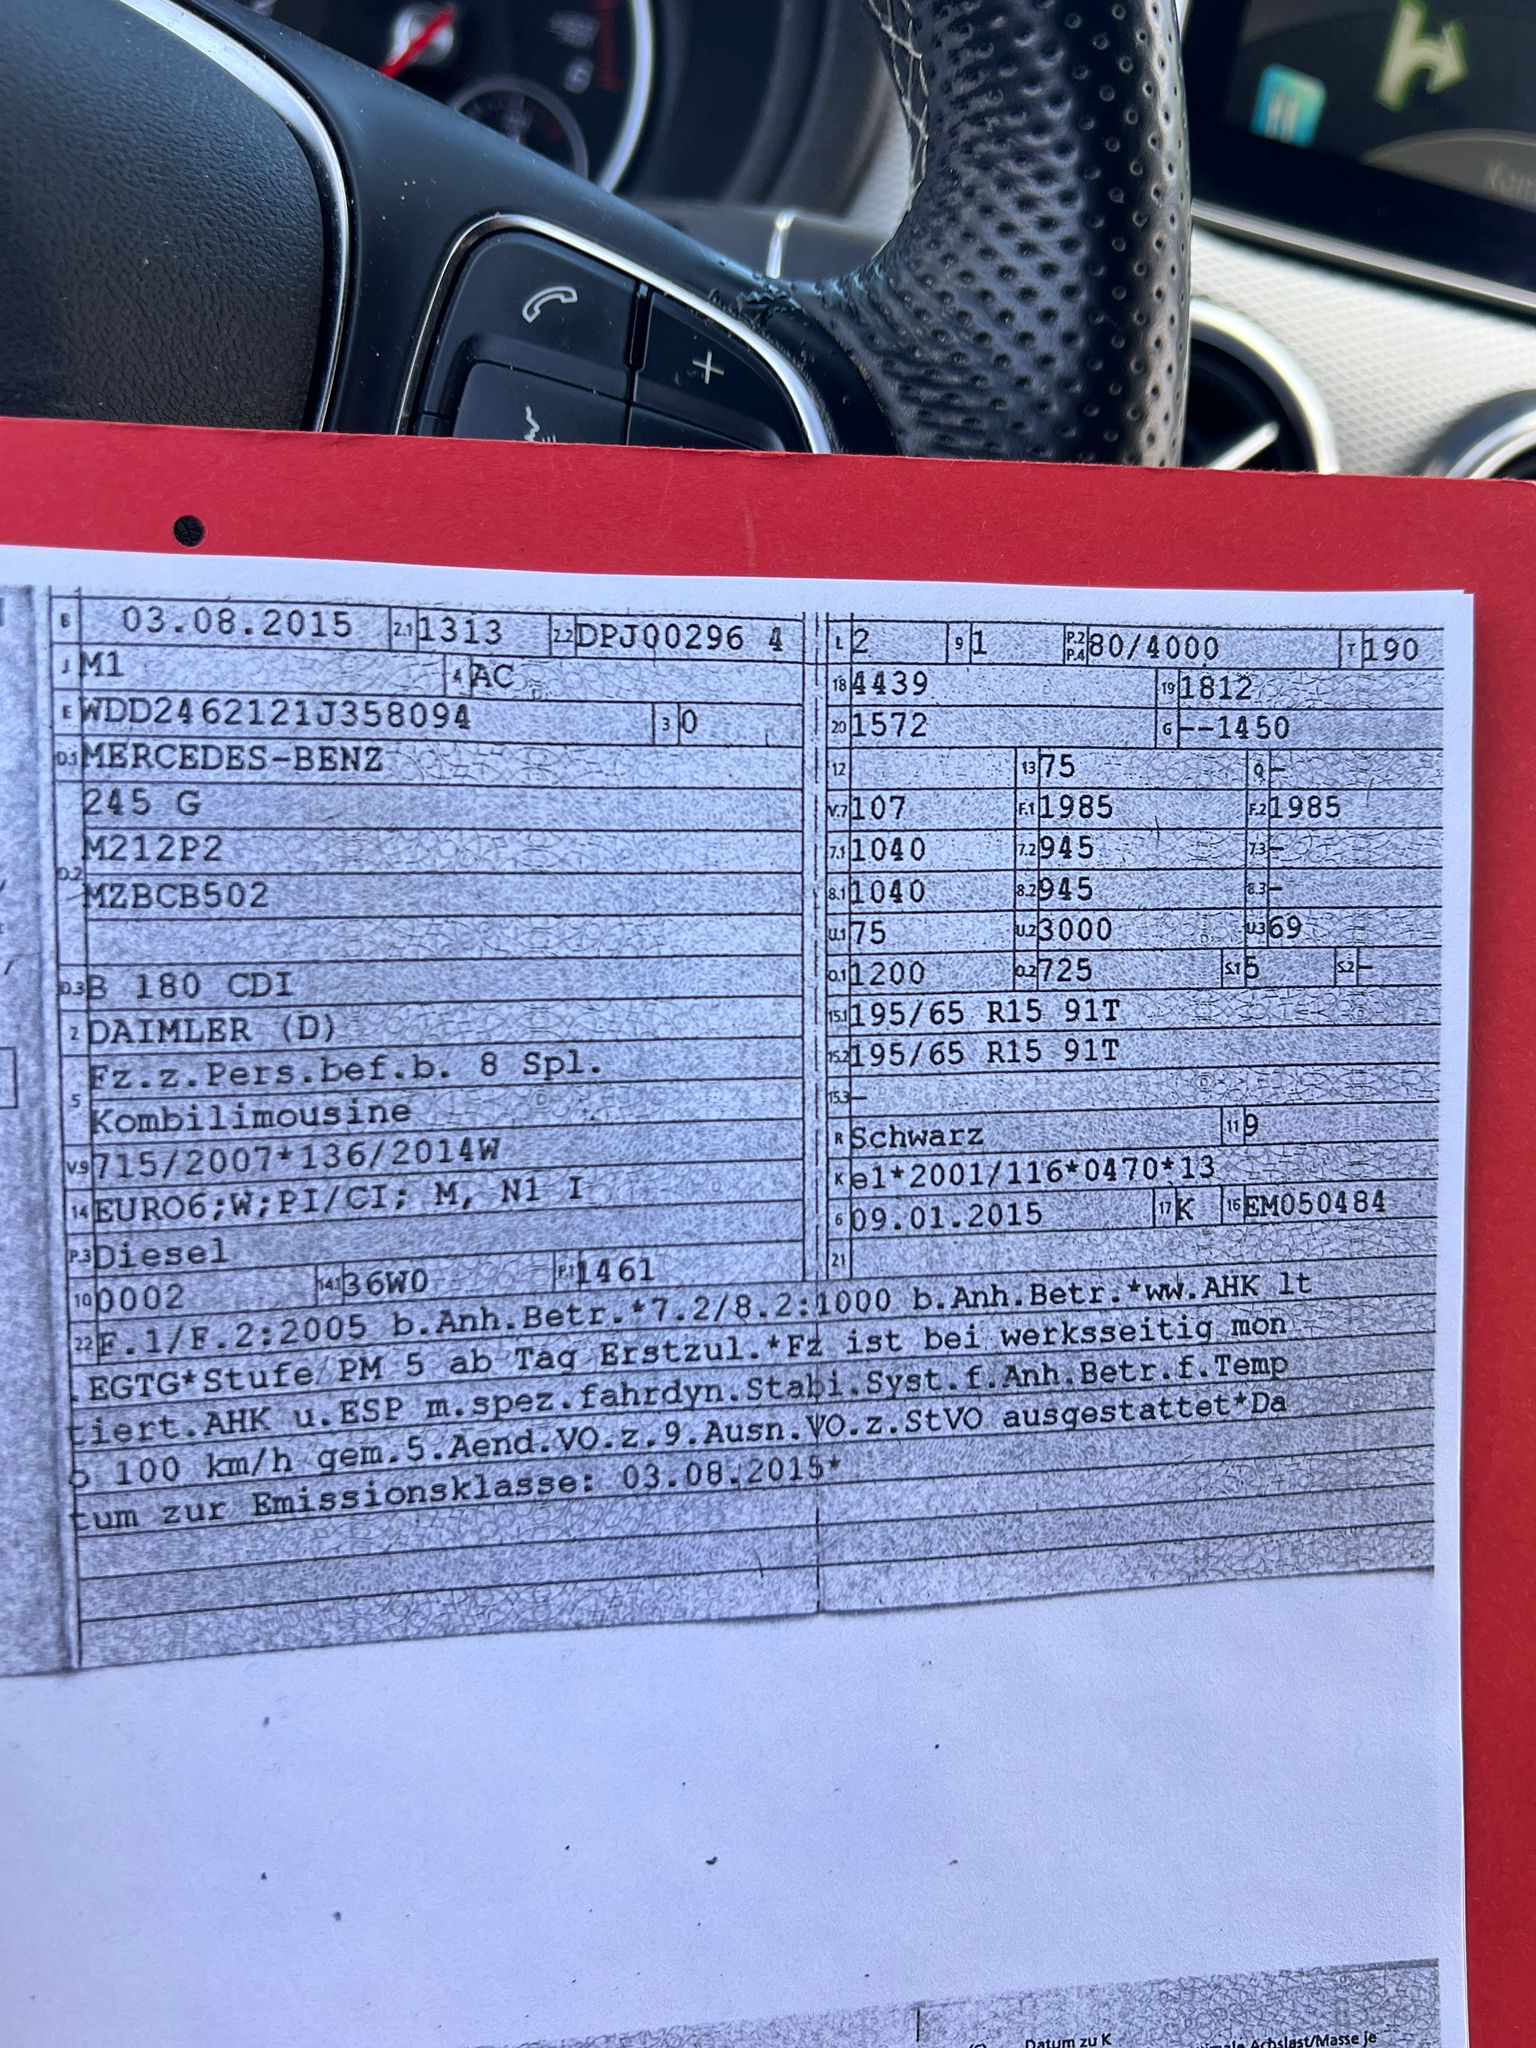 B 03.08.2015 2.1 1313 2.2 DPJ00296 4
J M1 4 AC
E WDD2462121J358094 3 0
D.1 MERCEDES-BENZ
245 G
M212P2
D.2
MZBCB502
D.3 B 180 CDI
2 DAIMLER (D)
Fz.z.Pers.bef.b. 8 Spl.
5
Kombilimousine
V.9 715/2007*136/2014W
14 EURO6;W;PI/CI; M, N1 I
P.3 Diesel
10 0002 14.1 36W0 P.1 1461
L 2 9 1 P.2 P.4 80/4000 T 190
18 4439 19 1812
20 1572 G --1450
12 13 75 Q -
V.7 107 F.1 1985 F.2 1985
7.1 1040 7.2 945 7.3 -
8.1 1040 8.2 945 8.3 -
U.1 75 U.2 3000 U.3 69
O.1 1200 O.2 725 S.1 5 S.2 -
15.1 195/65 R15 91T
15.2 195/65 R15 91T
15.3 -
R Schwarz 11 9
K e1*2001/116*0470*13
6 09.01.2015 17 K 16 EM050484
21
22 F.1/F.2:2005 b.Anh.Betr.*7.2/8.2:1000 b.Anh.Betr.*ww.AHK lt
.EGTG*Stufe PM 5 ab Tag Erstzul.*Fz ist bei werksseitig mon
tiert.AHK u.ESP m.spez.fahrdyn.Stabi.Syst.f.Anh.Betr.f.Temp
o 100 km/h gem.5.Aend.VO.z.9.Ausn.VO.z.StVO ausgestattet*Da
tum zur Emissionsklasse: 03.08.2015*
Datum zu K
Achslast/Masse je